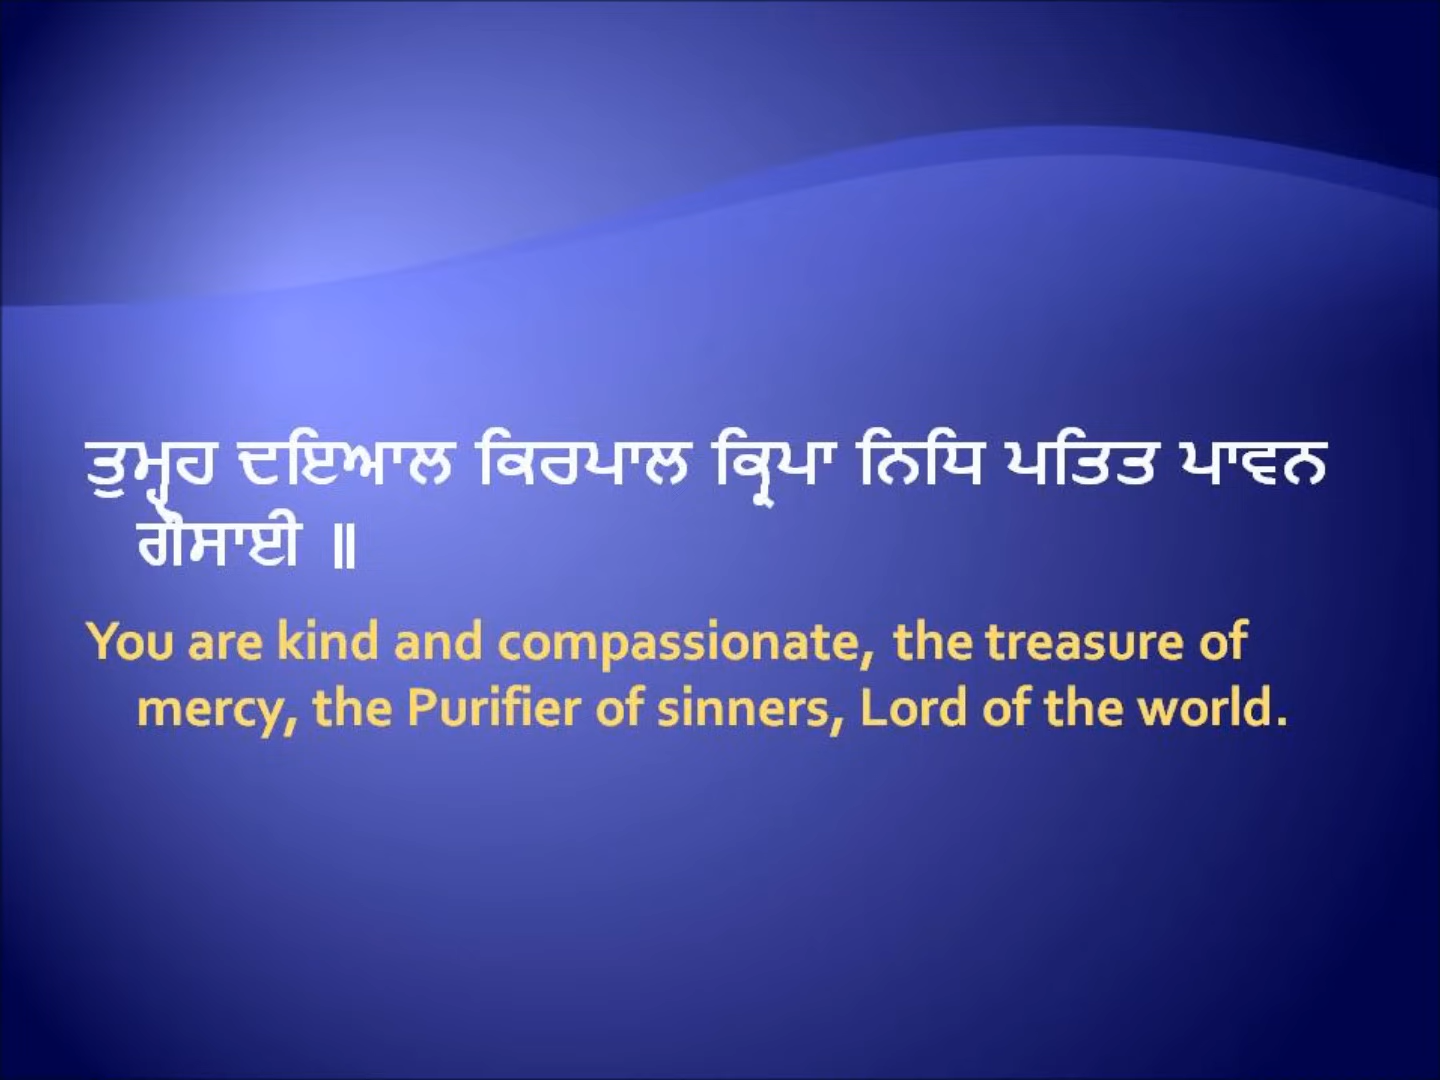 ਤੁਮ੍ਹਹ ਦਇਆਲ ਕਿਰਪਾਲ ਕ੍ਰਿਪਾ ਨਿਧਿ ਪਤਿਤ ਪਾਵਨ
ਗੌਸਾਈ ॥
You are kind and compassionate, the treasure of
mercy, the Purifier of sinners, Lord of the world.